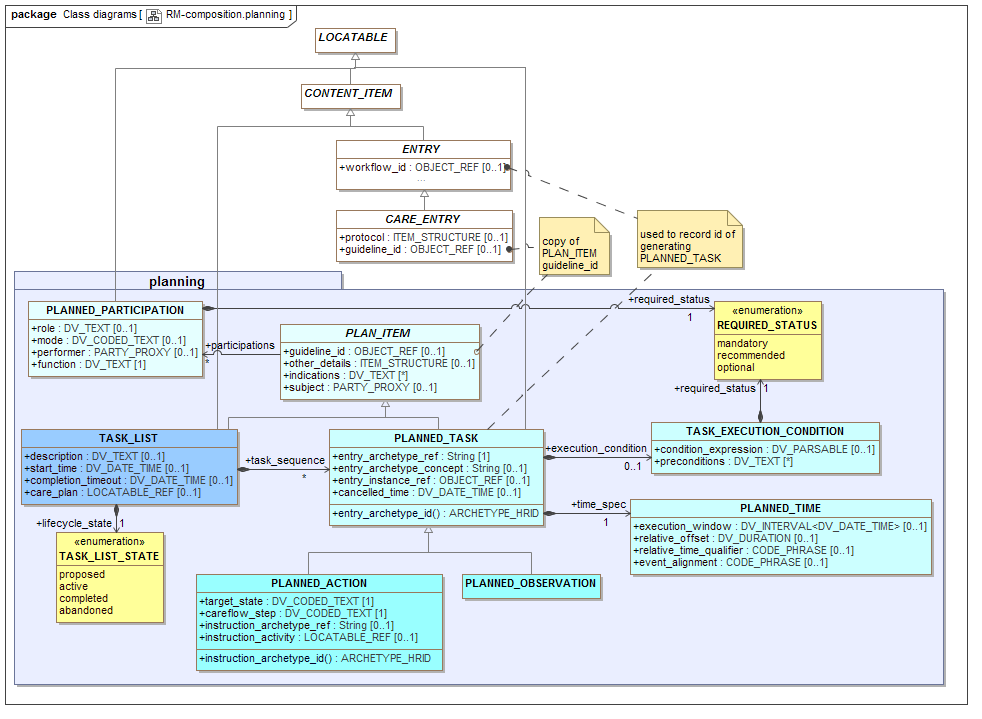 package Class diagrams [ RM-composition.planning ]
LOCATABLE
CONTENT_ITEM
ENTRY
+workflow_id : OBJECT_REF [0..1]
...
CARE_ENTRY
+protocol : ITEM_STRUCTURE [0..1]
+guideline_id : OBJECT_REF [0..1]
copy of
PLAN_ITEM
guideline_id
used to record id of
generating
PLANNED_TASK
planning
PLANNED_PARTICIPATION
+role : DV_TEXT [0..1]
+mode : DV_CODED_TEXT [0..1]
+performer : PARTY_PROXY [0..1]
+function : DV_TEXT [1]
+participations
*
PLAN_ITEM
+guideline_id : OBJECT_REF [0..1]
+other_details : ITEM_STRUCTURE [0..1]
+indications : DV_TEXT [*]
+subject : PARTY_PROXY [0..1]
+required_status
1
«enumeration»
REQUIRED_STATUS
mandatory
recommended
optional
+required_status 1
TASK_LIST
+description : DV_TEXT [0..1]
+start_time : DV_DATE_TIME [0..1]
+completion_timeout : DV_DATE_TIME [0..1]
+care_plan : LOCATABLE_REF [0..1]
+task_sequence
*
PLANNED_TASK
+entry_archetype_ref : String [1]
+entry_archetype_concept : String [0..1]
+entry_instance_ref : OBJECT_REF [0..1]
+cancelled_time : DV_DATE_TIME [0..1]
+entry_archetype_id() : ARCHETYPE_HRID
+execution_condition
0..1
TASK_EXECUTION_CONDITION
+condition_expression : DV_PARSABLE [0..1]
+preconditions : DV_TEXT [*]
+time_spec
1
PLANNED_TIME
+execution_window : DV_INTERVAL<DV_DATE_TIME> [0..1]
+relative_offset : DV_DURATION [0..1]
+relative_time_qualifier : CODE_PHRASE [0..1]
+event_alignment : CODE_PHRASE [0..1]
+lifecycle_state 1
«enumeration»
TASK_LIST_STATE
proposed
active
completed
abandoned
PLANNED_ACTION
+target_state : DV_CODED_TEXT [1]
+careflow_step : DV_CODED_TEXT [1]
+instruction_archetype_ref : String [0..1]
+instruction_activity : LOCATABLE_REF [0..1]
+instruction_archetype_id() : ARCHETYPE_HRID
PLANNED_OBSERVATION